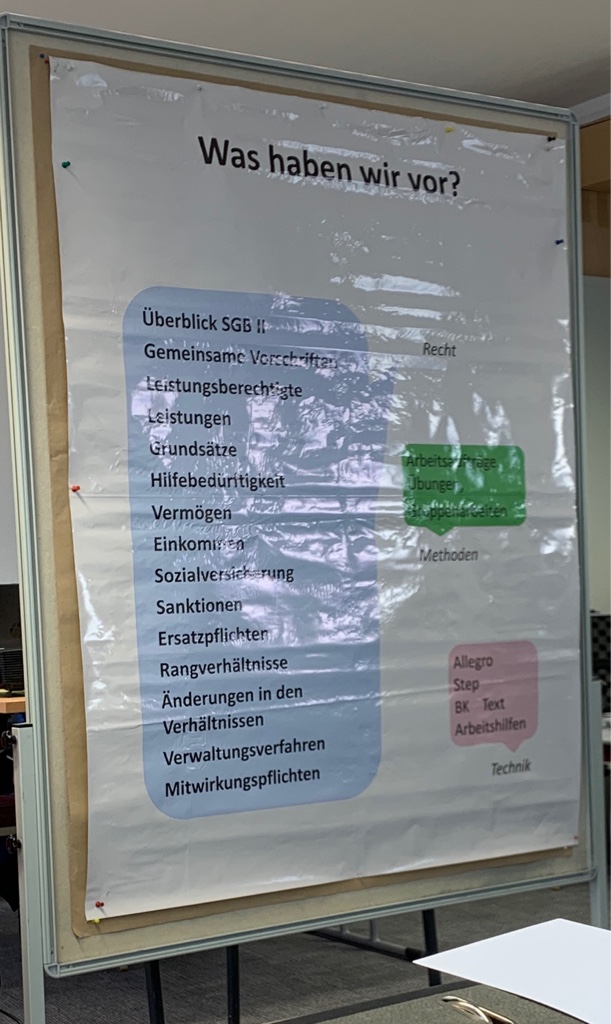 Was haben wir vor?
Überblick SGB II
Gemeinsame Vorschriften
Leistungsberechtigte
Leistungen
Grundsätze
Hilfebedürftigkeit
Vermögen
Einkommen
Sozialversicherung
Sanktionen
Ersatzpflichten
Rangverhältnisse
Änderungen in den
Verhältnissen
Verwaltungsverfahren
Mitwirkungspflichten
Recht
Arbeitsaufträge
Übungen
Gruppenarbeiten
Methoden
Allegro
Step
BK Text
Arbeitshilfen
Technik